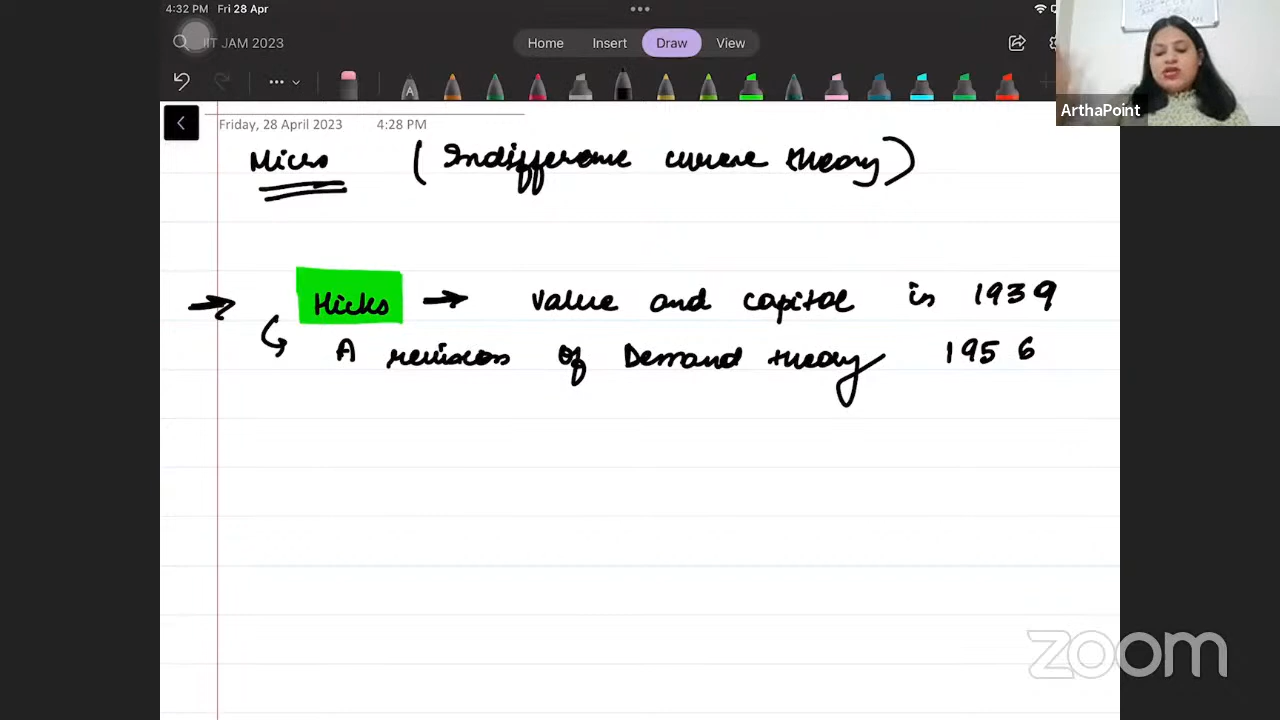 4:32 PM Fri 28 Apr
IIT JAM 2023
Home Insert Draw View
A
ArthaPoint
Friday, 28 April 2023 4:28 PM
Hicks (Indifference curve theory)
Hicks → Value and capital in 1939
A revision of Demand theory 1956
zoom